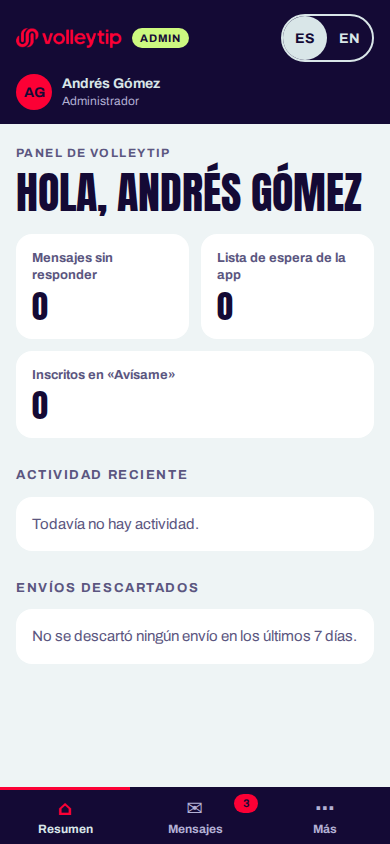 volleytip ADMIN ES EN
AG Andrés Gómez
Administrador
PANEL DE VOLLEYTIP
HOLA, ANDRÉS GÓMEZ
Mensajes sin responder
0
Lista de espera de la app
0
Inscritos en «Avísame»
0
ACTIVIDAD RECIENTE
Todavía no hay actividad.
ENVÍOS DESCARTADOS
No se descartó ningún envío en los últimos 7 días.
Resumen
Mensajes 3
Más